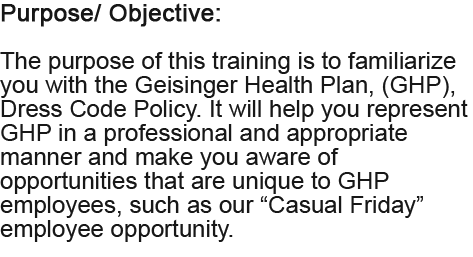 Purpose/ Objective:
The purpose of this training is to familiarize
you with the Geisinger Health Plan, (GHP),
Dress Code Policy. It will help you represent
GHP in a professional and appropriate
manner and make you aware of
opportunities that are unique to GHP
employees, such as our “Casual Friday”
employee opportunity.